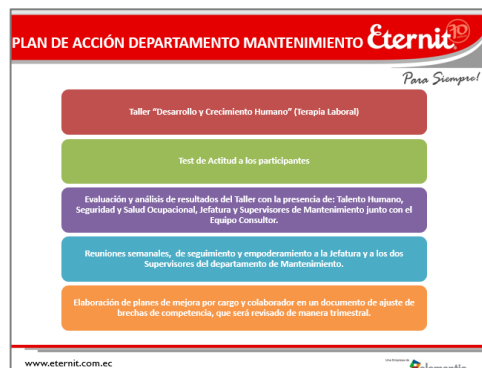 PLAN DE ACCIÓN DEPARTAMENTO MANTENIMIENTO
Eternit
Para Siempre!
Taller "Desarrollo y Crecimiento Humano" (Terapia Laboral)
Test de Actitud a los participantes
Evaluación y análisis de resultados del Taller con la presencia de: Talento Humano,
Seguridad y Salud Ocupacional, Jefatura y Supervisores de Mantenimiento junto con el
Equipo Consultor.
Reuniones semanales, de seguimiento y empoderamiento a la Jefatura y a los dos
Supervisores del departamento de Mantenimiento.
Elaboración de planes de mejora por cargo y colaborador en un documento de ajuste de
brechas de competencia, que será revisado de manera trimestral.
www.eternit.com.ec